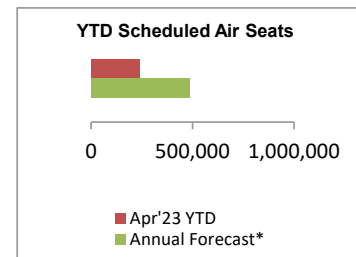 YTD Scheduled Air Seats
0 500,000 1,000,000
Apr'23 YTD
Annual Forecast*